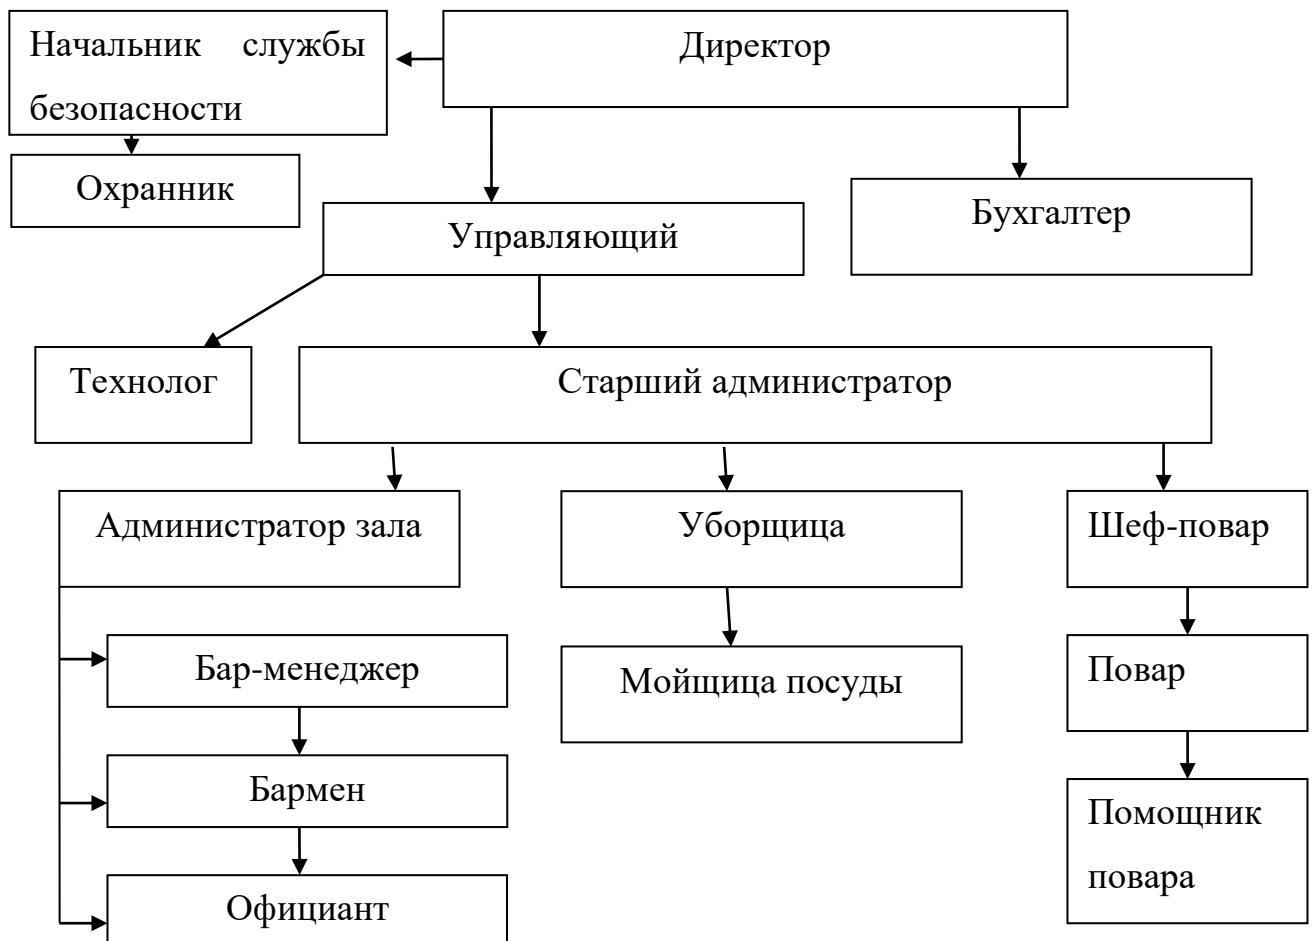 Начальник службы
безопасности
Директор
Охранник
Бухгалтер
Управляющий
Технолог
Старший администратор
Администратор зала
Уборщица
Шеф-повар
Бар-менеджер
Мойщица посуды
Повар
Бармен
Помощник
повара
Официант